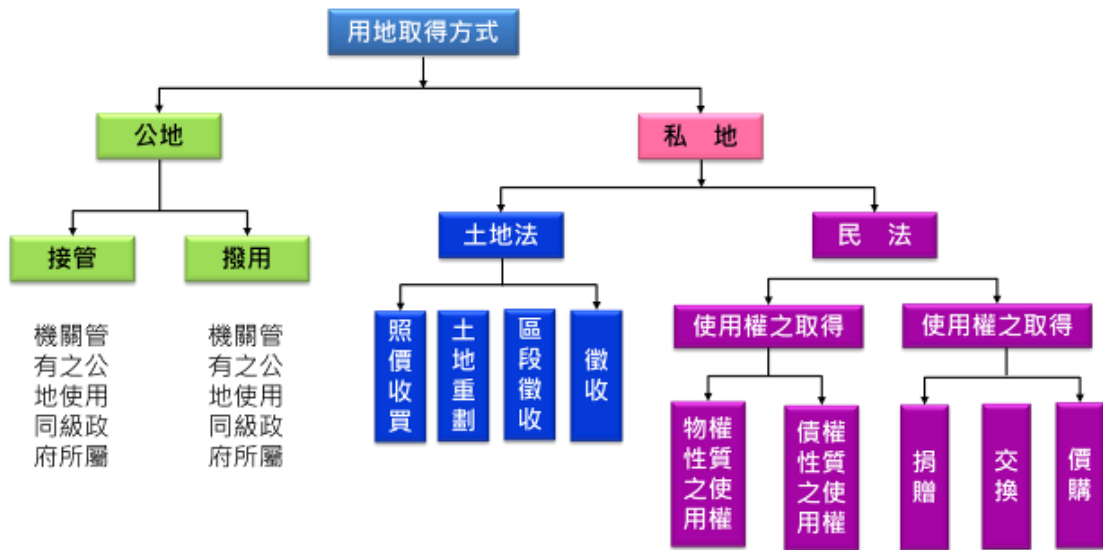 用地取得方式
公地
私　地
土地法
民　法
接管
撥用
使用權之取得
使用權之取得
機關管
有之公
地使用
同級政
府所屬
機關管
有之公
地使用
同級政
府所屬
照價收買
土地重劃
區段徵收
徵收
物權性質之使用權
債權性質之使用權
捐贈
交換
價購